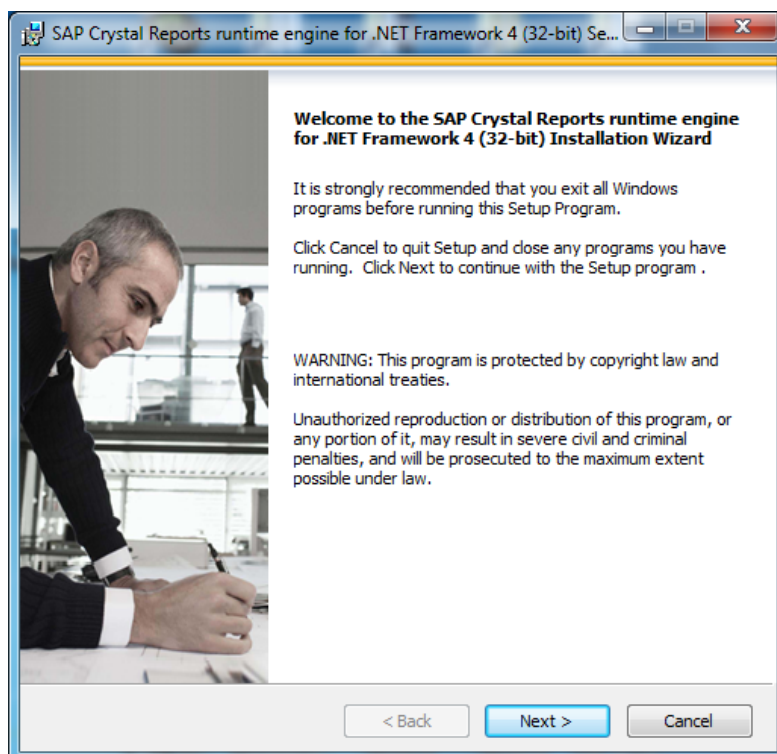 SAP Crystal Reports runtime engine for .NET Framework 4 (32-bit) Se...
Welcome to the SAP Crystal Reports runtime engine
for .NET Framework 4 (32-bit) Installation Wizard
It is strongly recommended that you exit all Windows
programs before running this Setup Program.
Click Cancel to quit Setup and close any programs you have
running.  Click Next to continue with the Setup program .
WARNING: This program is protected by copyright law and
international treaties.
Unauthorized reproduction or distribution of this program, or
any portion of it, may result in severe civil and criminal
penalties, and will be prosecuted to the maximum extent
possible under law.
< Back
Next >
Cancel